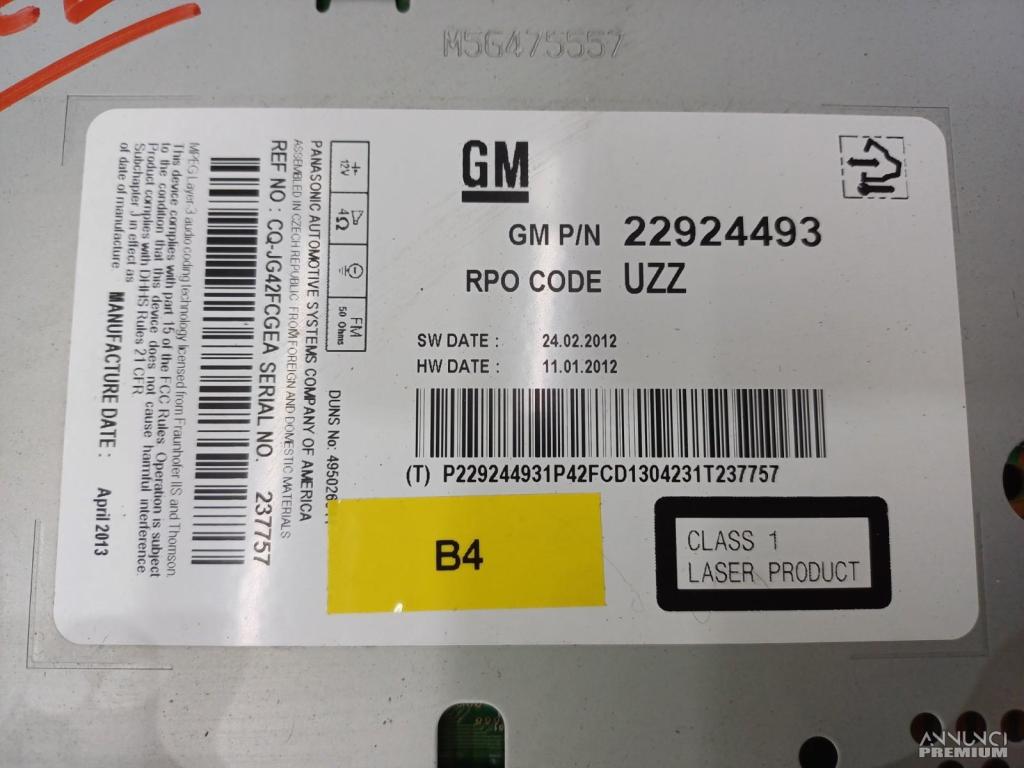 M5G475557
GM
GM P/N 22924493
RPO CODE UZZ
SW DATE : 24.02.2012
HW DATE : 11.01.2012
(T) P229244931P42FCD1304231T237757
CLASS 1
LASER PRODUCT
B4
+
12V
4Ω
FM
50 Ohms
DUNS No: 495026
PANASONIC AUTOMOTIVE SYSTEMS COMPANY OF AMERICA
ASSEMBLED IN CZECH REPUBLIC FROM FOREIGN AND DOMESTIC MATERIALS
REF NO : CQ-JG42FCGEA SERIAL NO. 237757
MPEG Layer-3 audio coding technology licensed from Fraunhofer IIS and Thomson.
This device complies with part 15 of the FCC Rules. Operation is subject
to the condition that this device does not cause harmful interference.
Product complies with DHHS Rules 21 CFR
Subchapter J in effect as
of date of manufacture
MANUFACTURE DATE : April 2013
ANNUNCI
PREMIUM